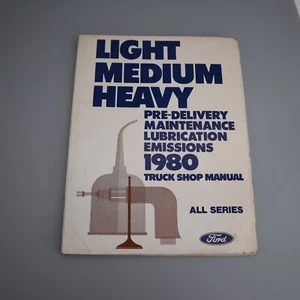 LIGHT
MEDIUM
HEAVY
PRE-DELIVERY
MAINTENANCE
LUBRICATION
EMISSIONS
1980
TRUCK SHOP MANUAL
ALL SERIES
Ford